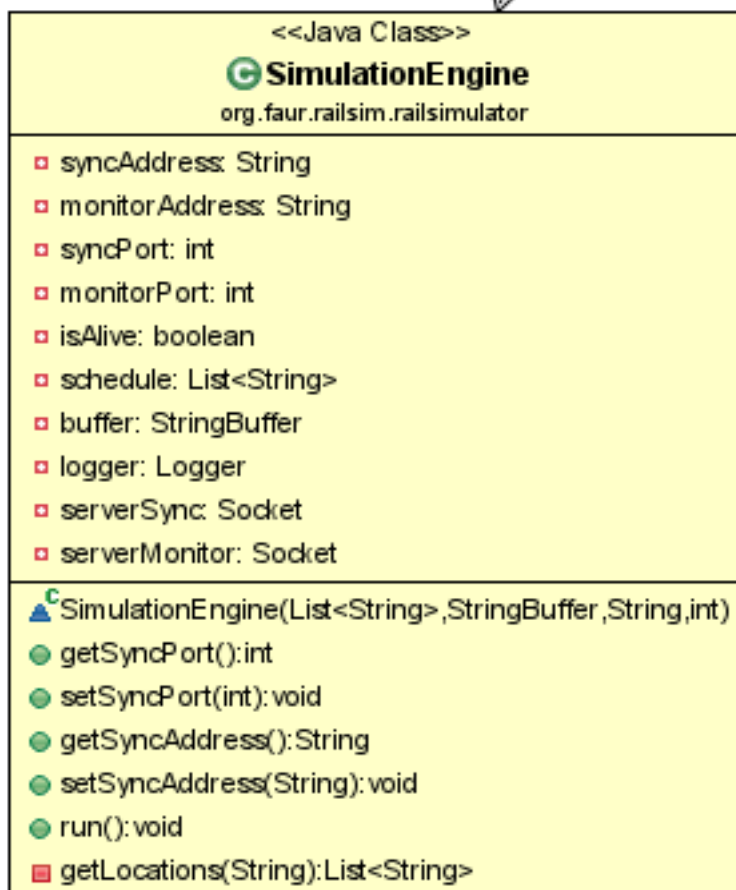 <<Java Class>>
C SimulationEngine
org.faur.railsim.railsimulator
syncAddress: String
monitorAddress: String
syncPort: int
monitorPort: int
isAlive: boolean
schedule: List<String>
buffer: StringBuffer
logger: Logger
serverSync: Socket
serverMonitor: Socket
C SimulationEngine(List<String>,StringBuffer,String,int)
getSyncPort():int
setSyncPort(int):void
getSyncAddress():String
setSyncAddress(String):void
run():void
getLocations(String):List<String>